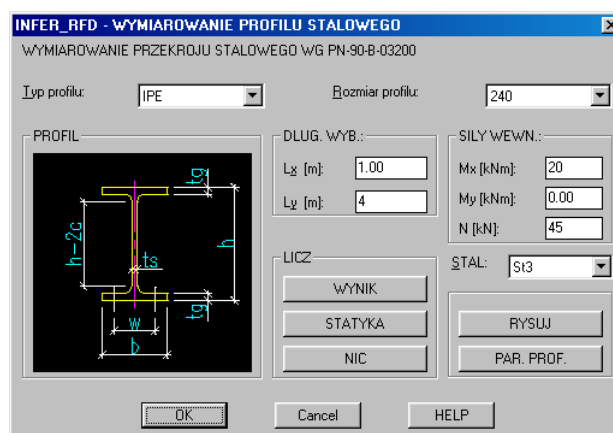 INFER_RFD - WYMIAROWANIE PROFILU STALOWEGO
WYMIAROWANIE PRZEKROJU STALOWEGO WG PN-90-B-03200
Typ profilu: IPE Rozmiar profilu: 240
PROFIL
tg
h-2c
h
ts
tg
w
b
DLUG. WYB.:
Lx [m]: 1.00
Ly [m]: 4
SILY WEWN.:
Mx [kNm]: 20
My [kNm]: 0.00
N [kN]: 45
LICZ
WYNIK
STATYKA
NIC
STAL: St3
RYSUJ
PAR. PROF.
OK Cancel HELP